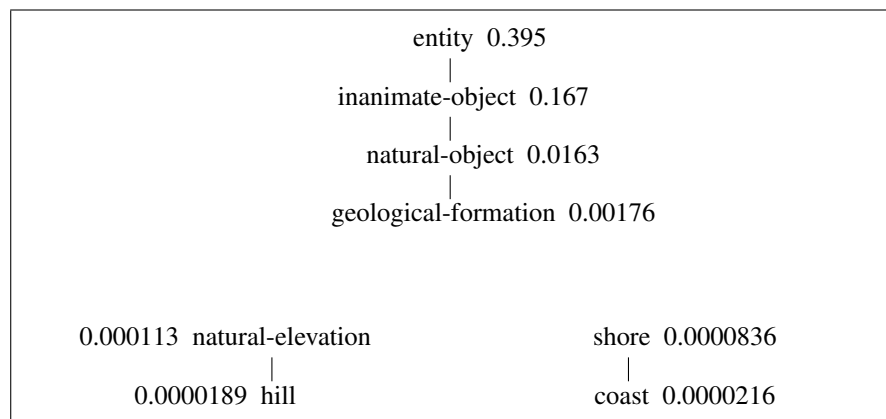 entity 0.395
inanimate-object 0.167
natural-object 0.0163
geological-formation 0.00176
0.000113 natural-elevation shore 0.0000836
0.0000189 hill coast 0.0000216